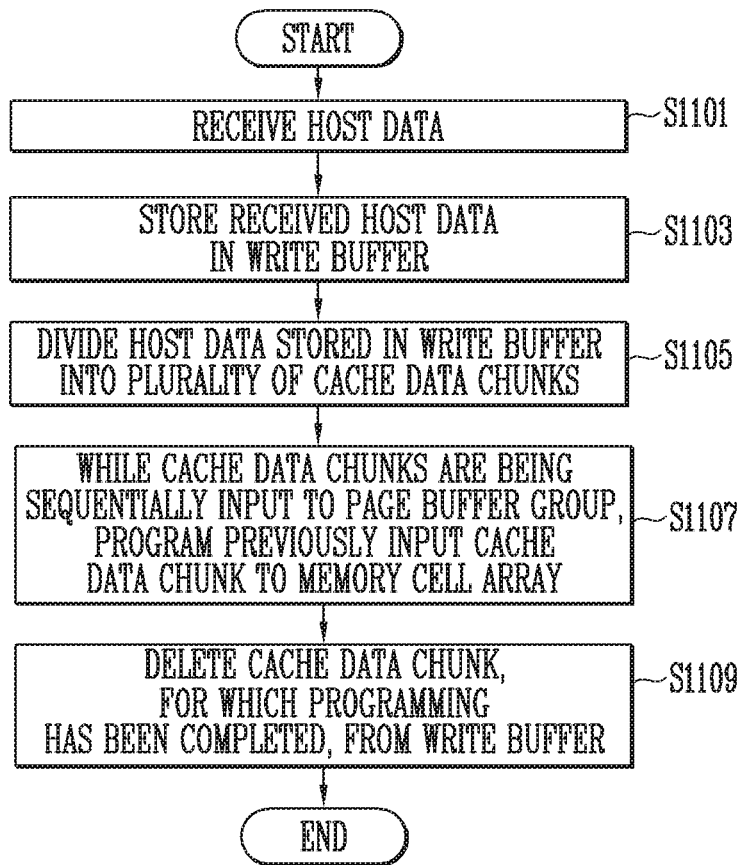 START
RECEIVE HOST DATA
S1101
STORE RECEIVED HOST DATA
IN WRITE BUFFER
S1103
DIVIDE HOST DATA STORED IN WRITE BUFFER
INTO PLURALITY OF CACHE DATA CHUNKS
S1105
WHILE CACHE DATA CHUNKS ARE BEING
SEQUENTIALLY INPUT TO PAGE BUFFER GROUP,
PROGRAM PREVIOUSLY INPUT CACHE
DATA CHUNK TO MEMORY CELL ARRAY
S1107
DELETE CACHE DATA CHUNK,
FOR WHICH PROGRAMMING
HAS BEEN COMPLETED, FROM WRITE BUFFER
S1109
END